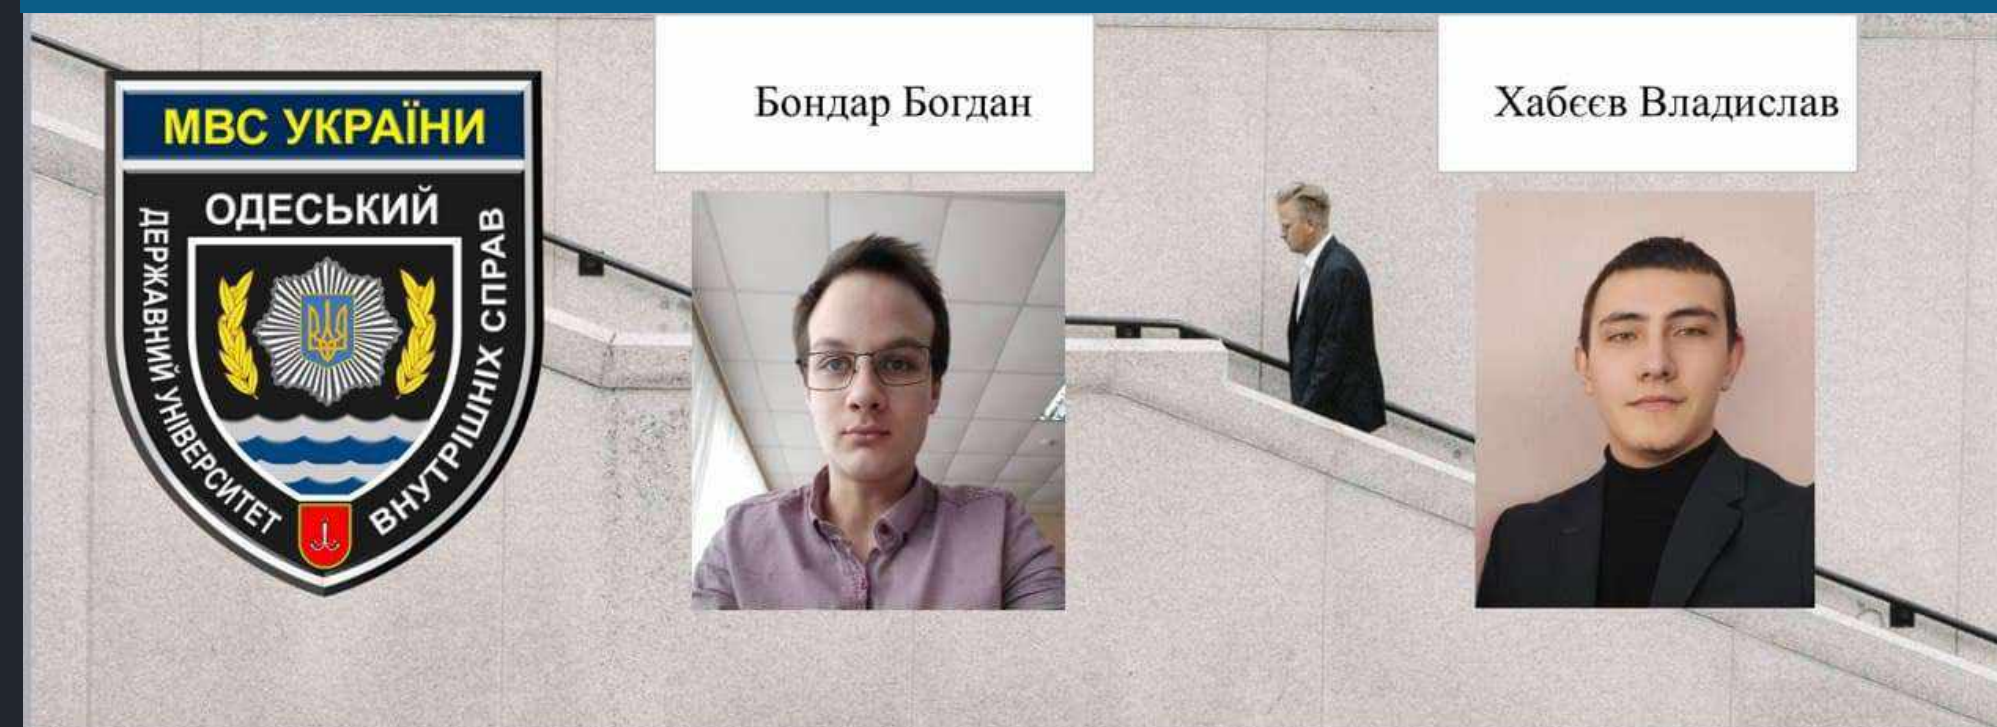 МВС УКРАЇНИ
ОДЕСЬКИЙ
ДЕРЖАВНИЙ УНІВЕРСИТЕТ
ВНУТРІШНІХ СПРАВ
Бондар Богдан
Хабєєв Владислав